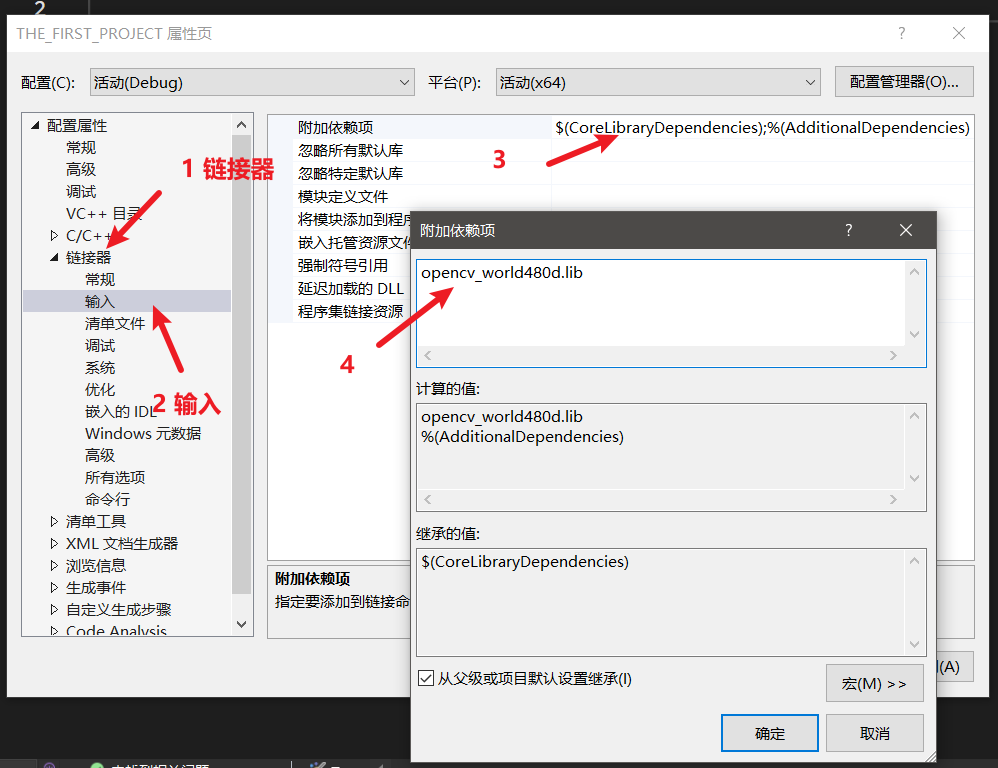 2
THE_FIRST_PROJECT 属性页
?
配置(C):
活动(Debug)
平台(P):
活动(x64)
配置管理器(O)...
配置属性
常规
高级
调试
VC++ 目录
C/C++
链接器
常规
输入
清单文件
调试
系统
优化
嵌入的 IDL
Windows 元数据
高级
所有选项
命令行
清单工具
XML 文档生成器
浏览信息
生成事件
自定义生成步骤
Code Analysis
1 链接器
2 输入
附加依赖项
$(CoreLibraryDependencies);%(AdditionalDependencies)
忽略所有默认库
忽略特定默认库
模块定义文件
将模块添加到程序
嵌入托管资源文件
强制符号引用
延迟加载的 DLL
程序集链接资源
3
4
附加依赖项
指定要添加到链接命
附加依赖项
?
opencv_world480d.lib
计算的值:
opencv_world480d.lib
%(AdditionalDependencies)
继承的值:
$(CoreLibraryDependencies)
从父级或项目默认设置继承(I)
宏(M) >>
确定
取消
(A)
未找到相关问题